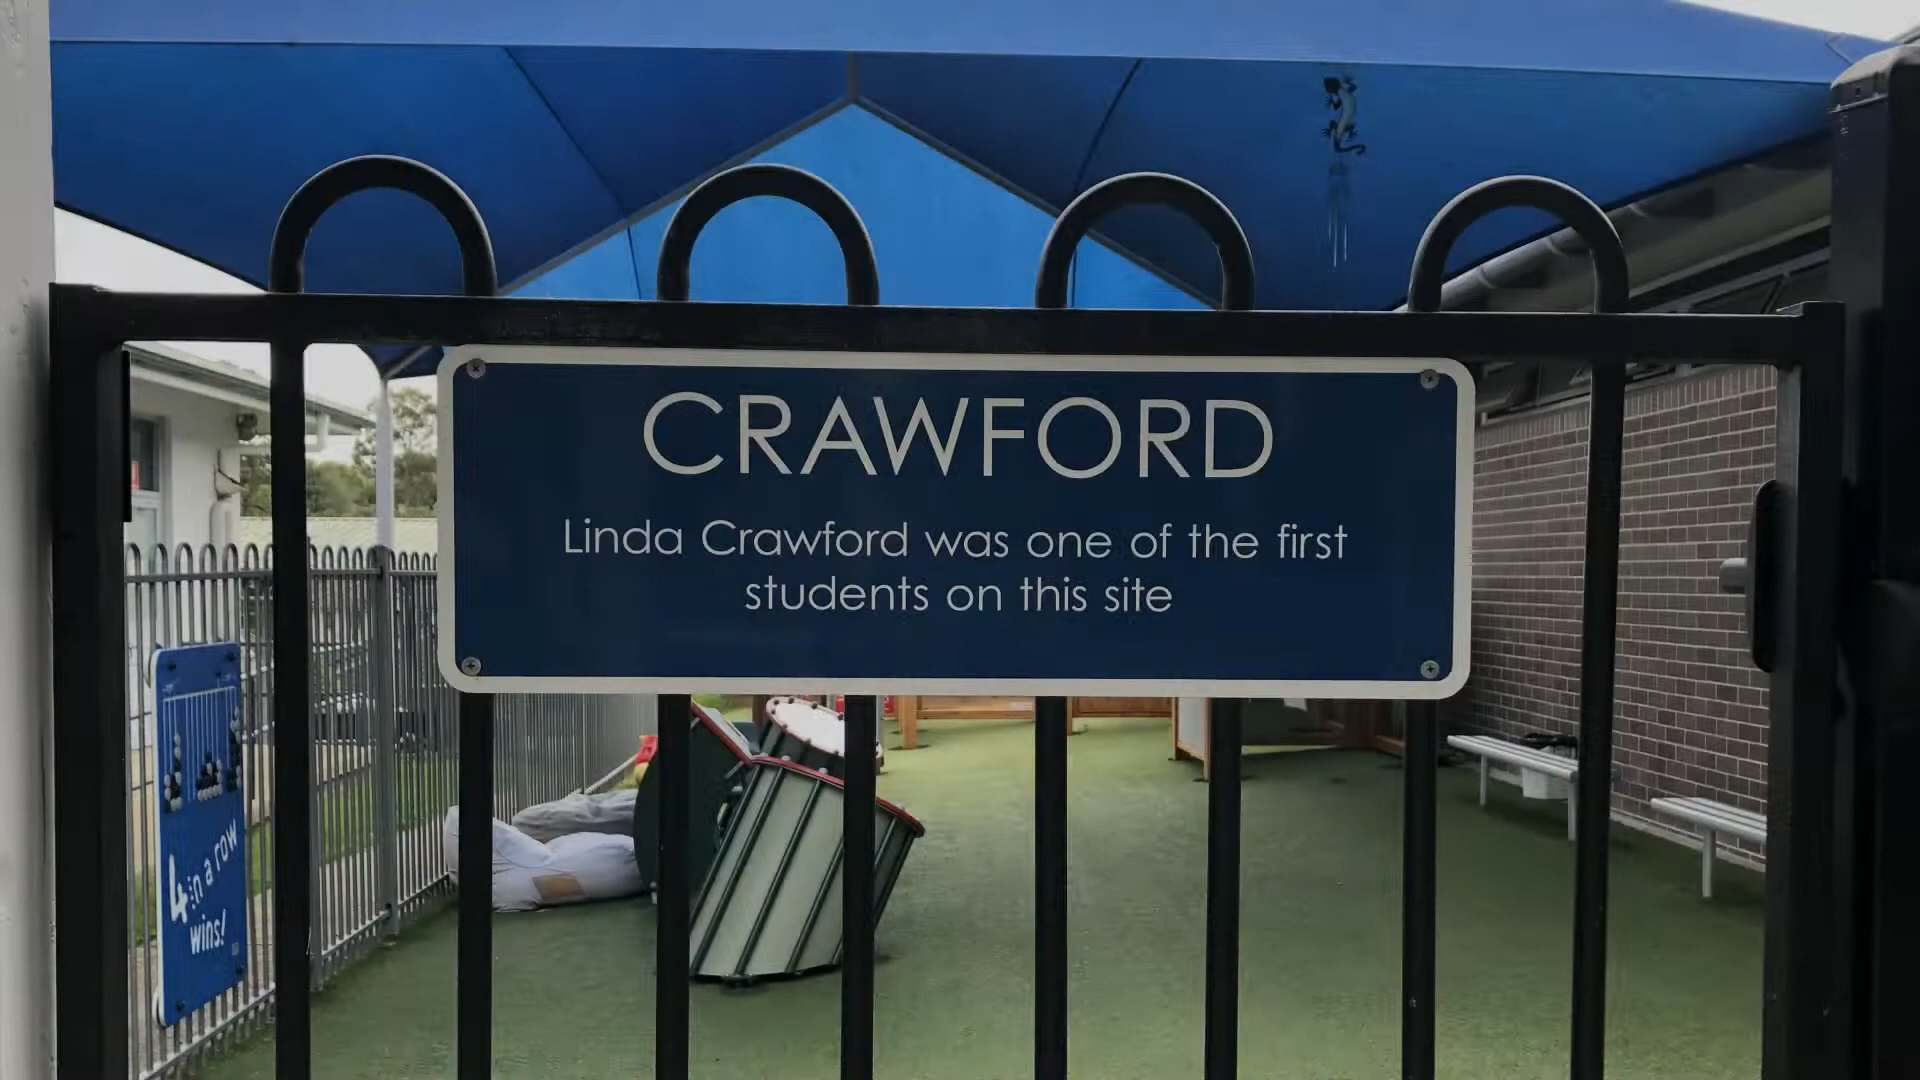 CRAWFORD
Linda Crawford was one of the first
students on this site
4 in a row
wins!